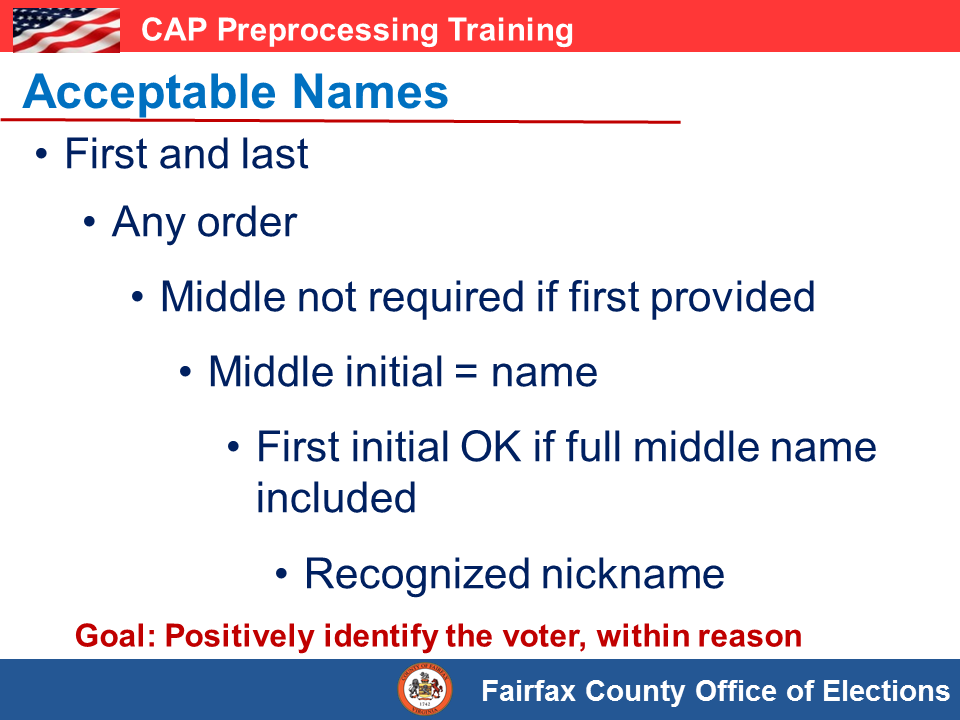 CAP Preprocessing Training
Acceptable Names
• First and last
• Any order
• Middle not required if first provided
• Middle initial = name
• First initial OK if full middle name
included
• Recognized nickname
Goal: Positively identify the voter, within reason
Fairfax County Office of Elections